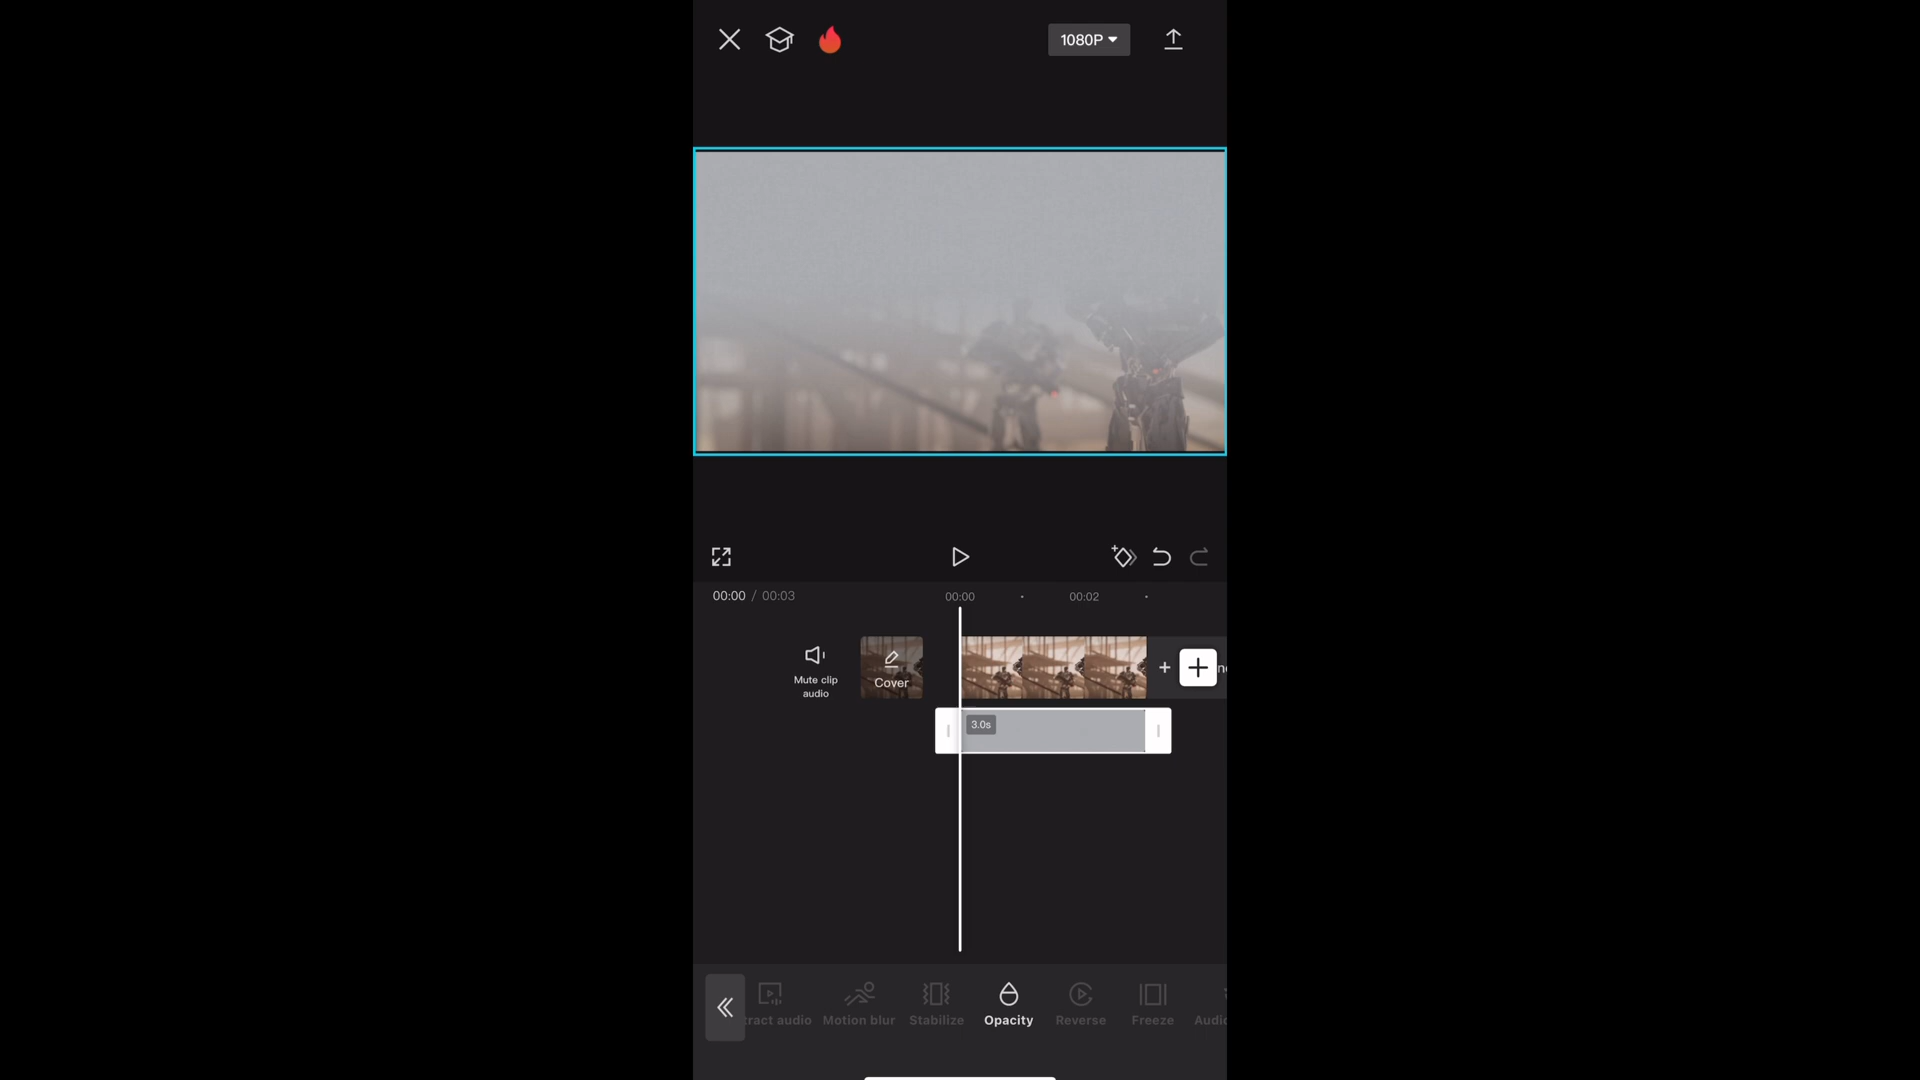 1080P
00:00 / 00:03
00:00
00:02
Mute clip
audio
Cover
3.0s
tract audio
Motion blur
Stabilize
Opacity
Reverse
Freeze
Audio